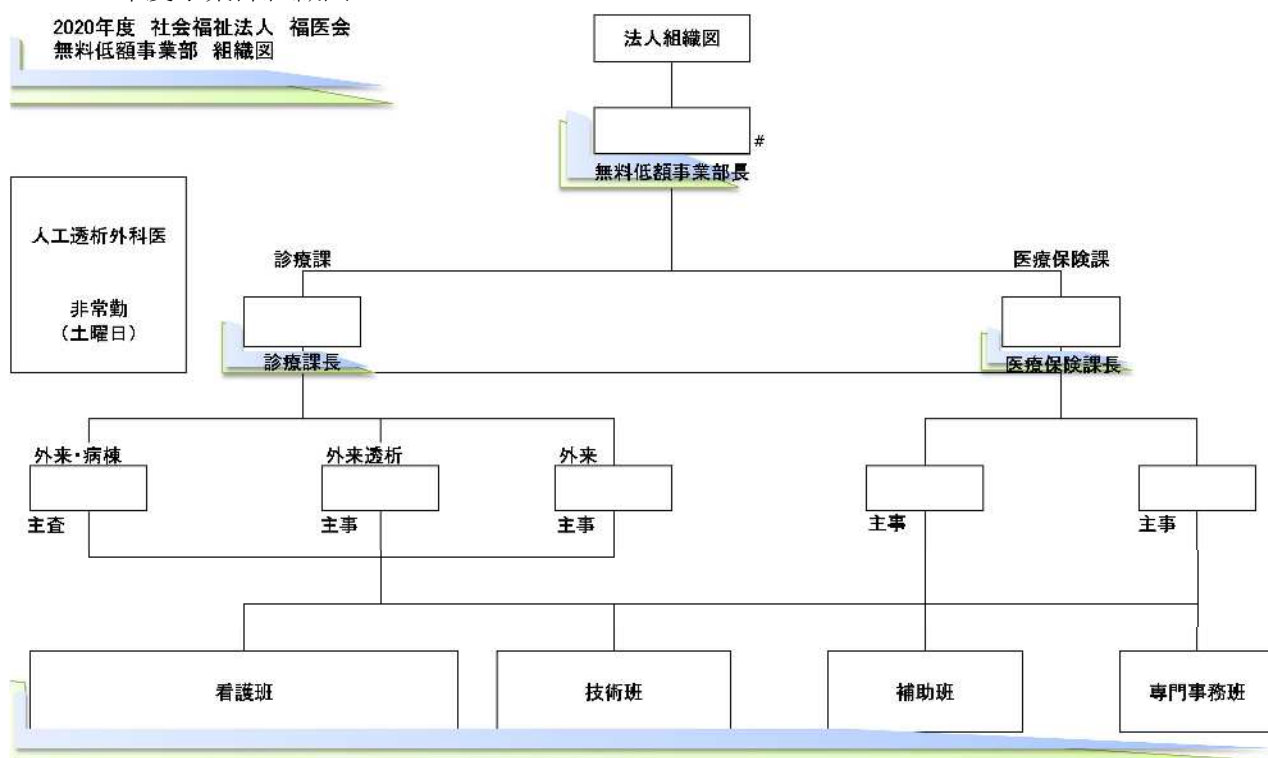 2020年度 社会福祉法人 福医会
無料低額事業部 組織図
法人組織図
#
無料低額事業部長
人工透析外科医
非常勤
（土曜日）
診療課
医療保険課
診療課長
医療保険課長
外来・病棟
外来透析
外来
主査
主事
主事
主事
主事
看護班
技術班
補助班
専門事務班